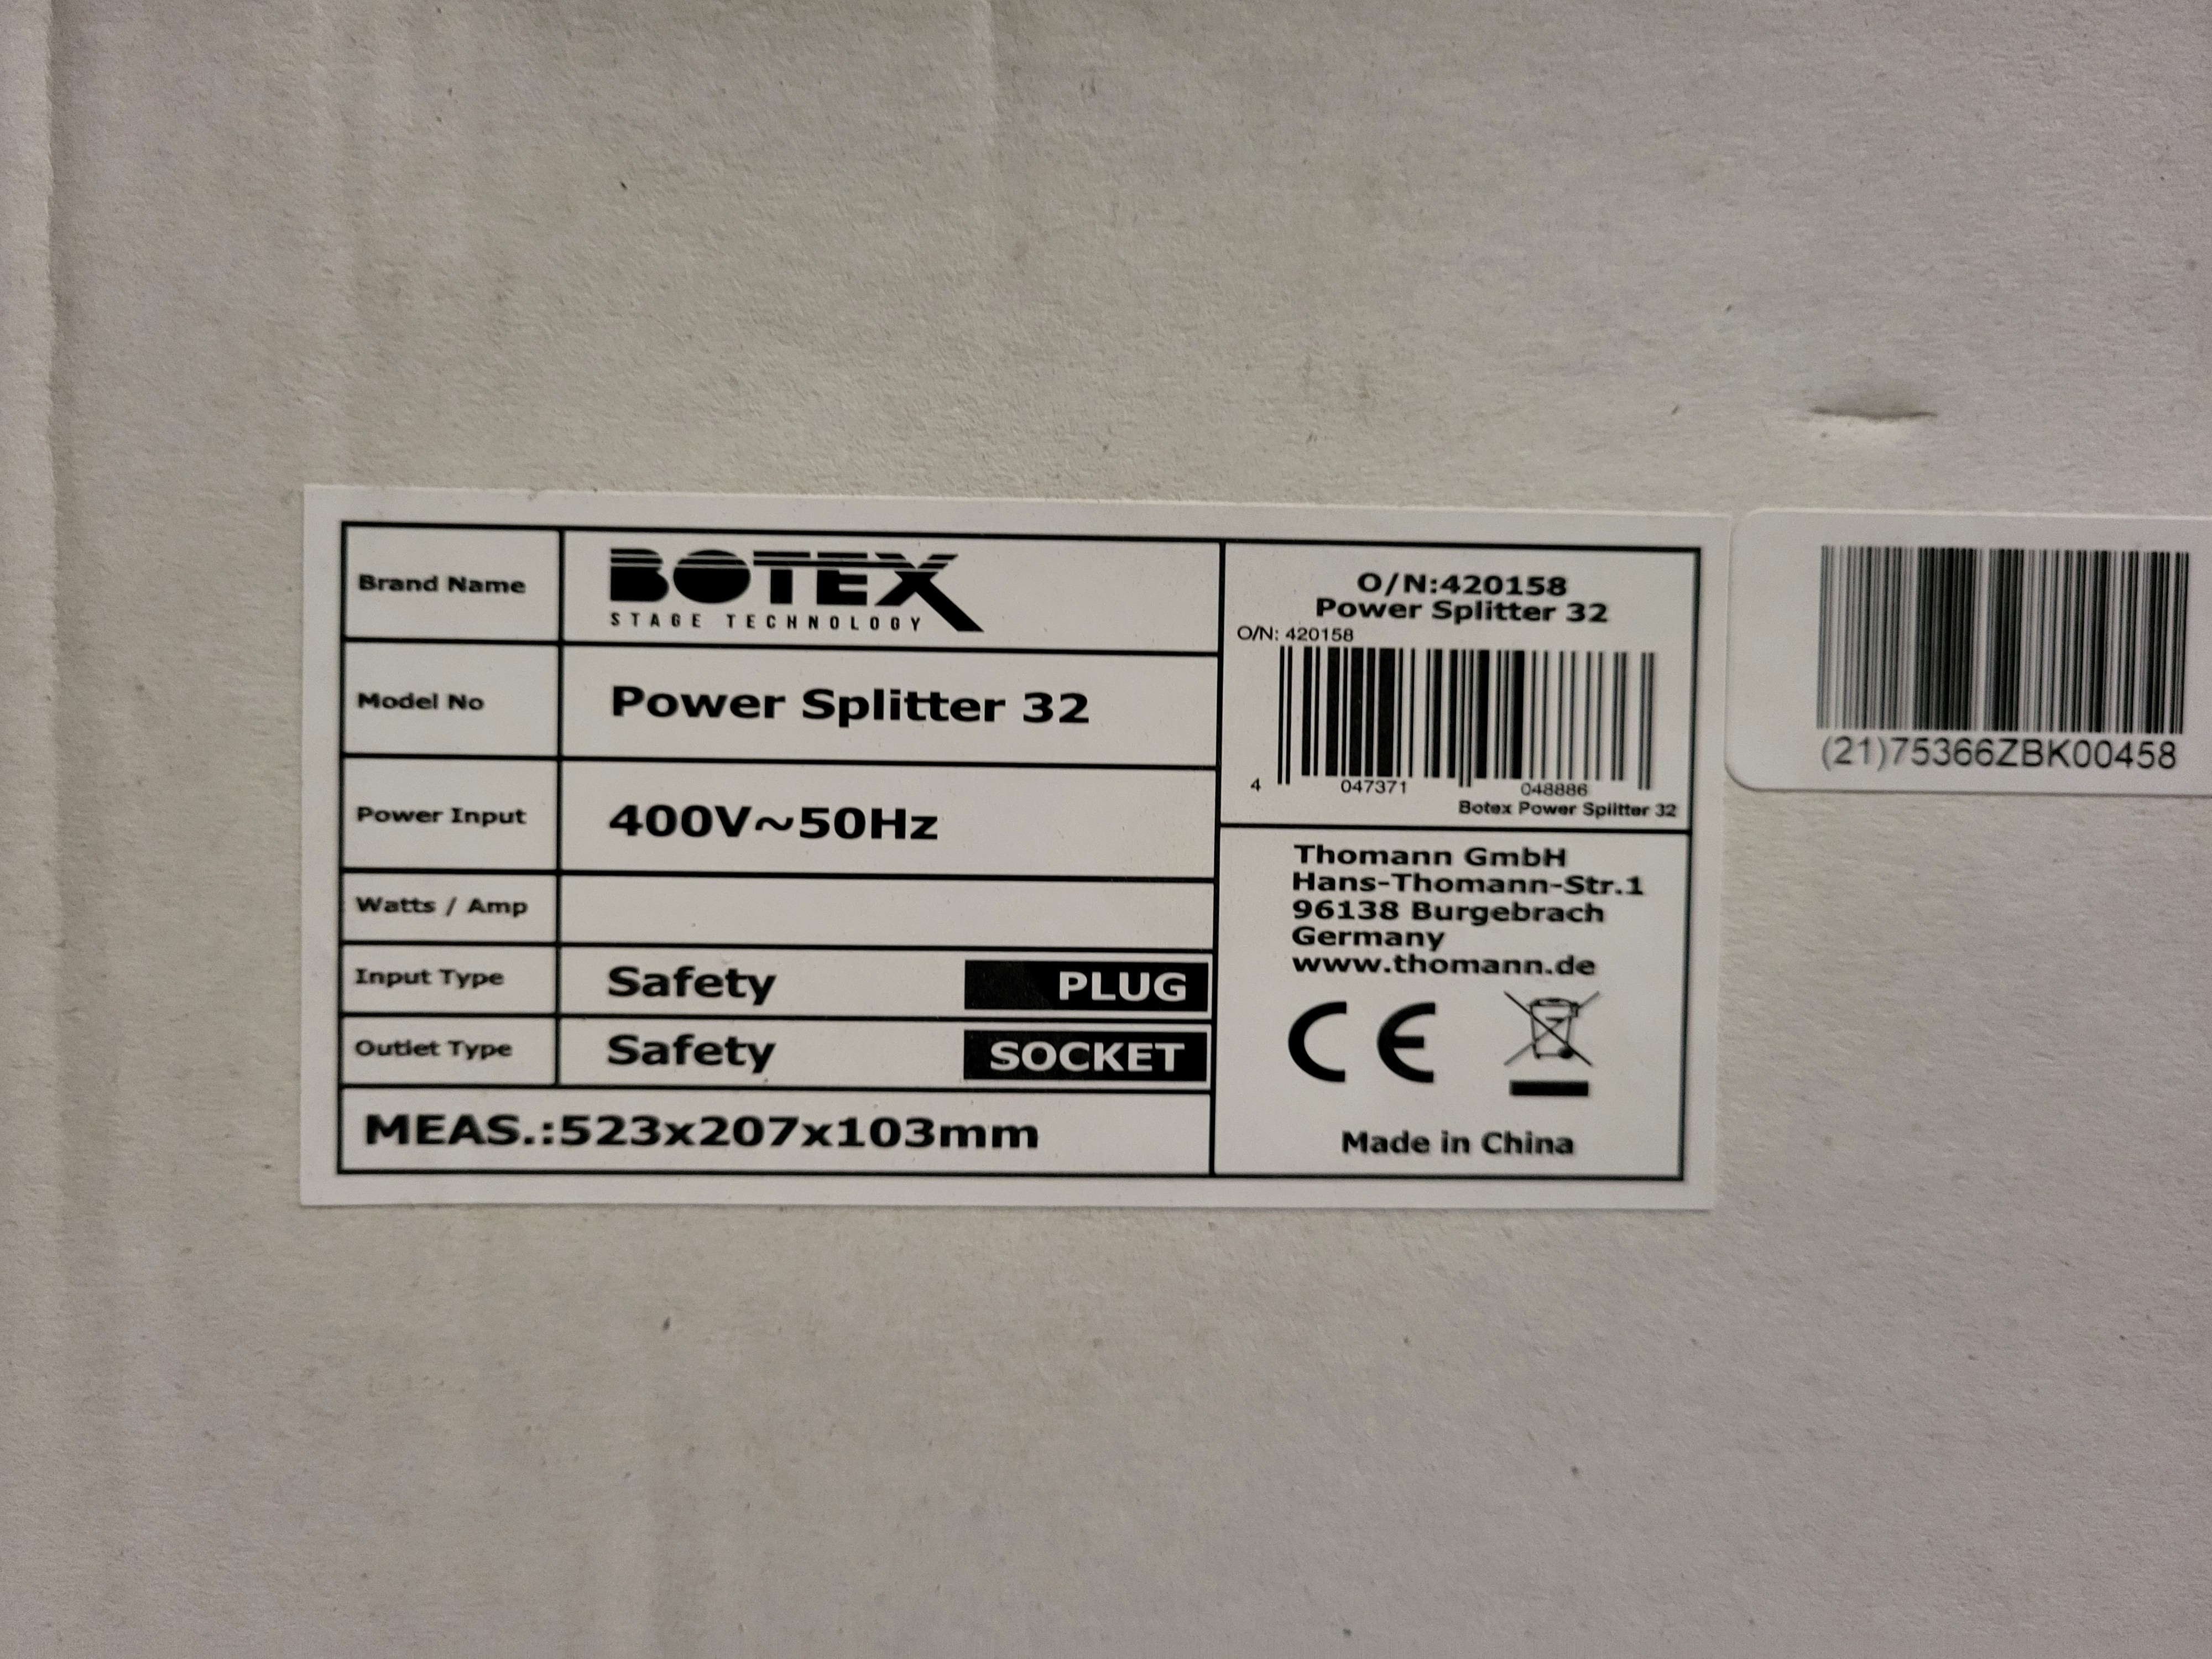 Brand Name
BOTEX
STAGE TECHNOLOGY
Model No
Power Splitter 32
Power Input
400V~50Hz
Watts / Amp
Input Type
Safety
PLUG
Outlet Type
Safety
SOCKET
MEAS.:523x207x103mm
O/N:420158
Power Splitter 32
O/N: 420158
4 047371 048886
Botex Power Splitter 32
Thomann GmbH
Hans-Thomann-Str.1
96138 Burgebrach
Germany
www.thomann.de
CE
Made in China
(21)75366ZBK00458